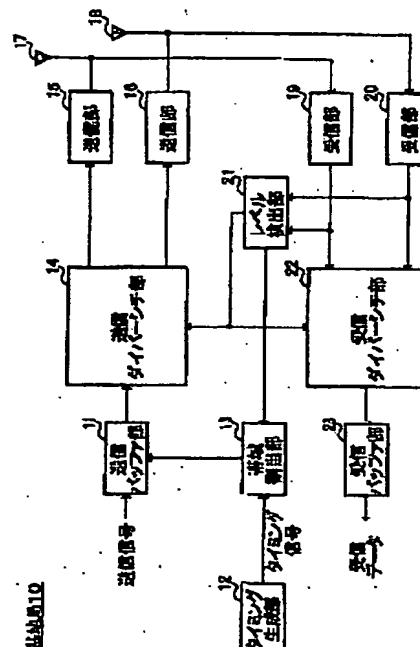 基地局10
送信信号
11
送信
バッファ部
14
送信
ダイバーシチ部
15
送信部
16
送信部
17
18
12
タイミング
生成部
タイミング
信号
13
帯域
割当部
21
レベル
検出部
19
受信部
20
受信部
22
受信
ダイバーシチ部
23
受信
バッファ部
受信
データ